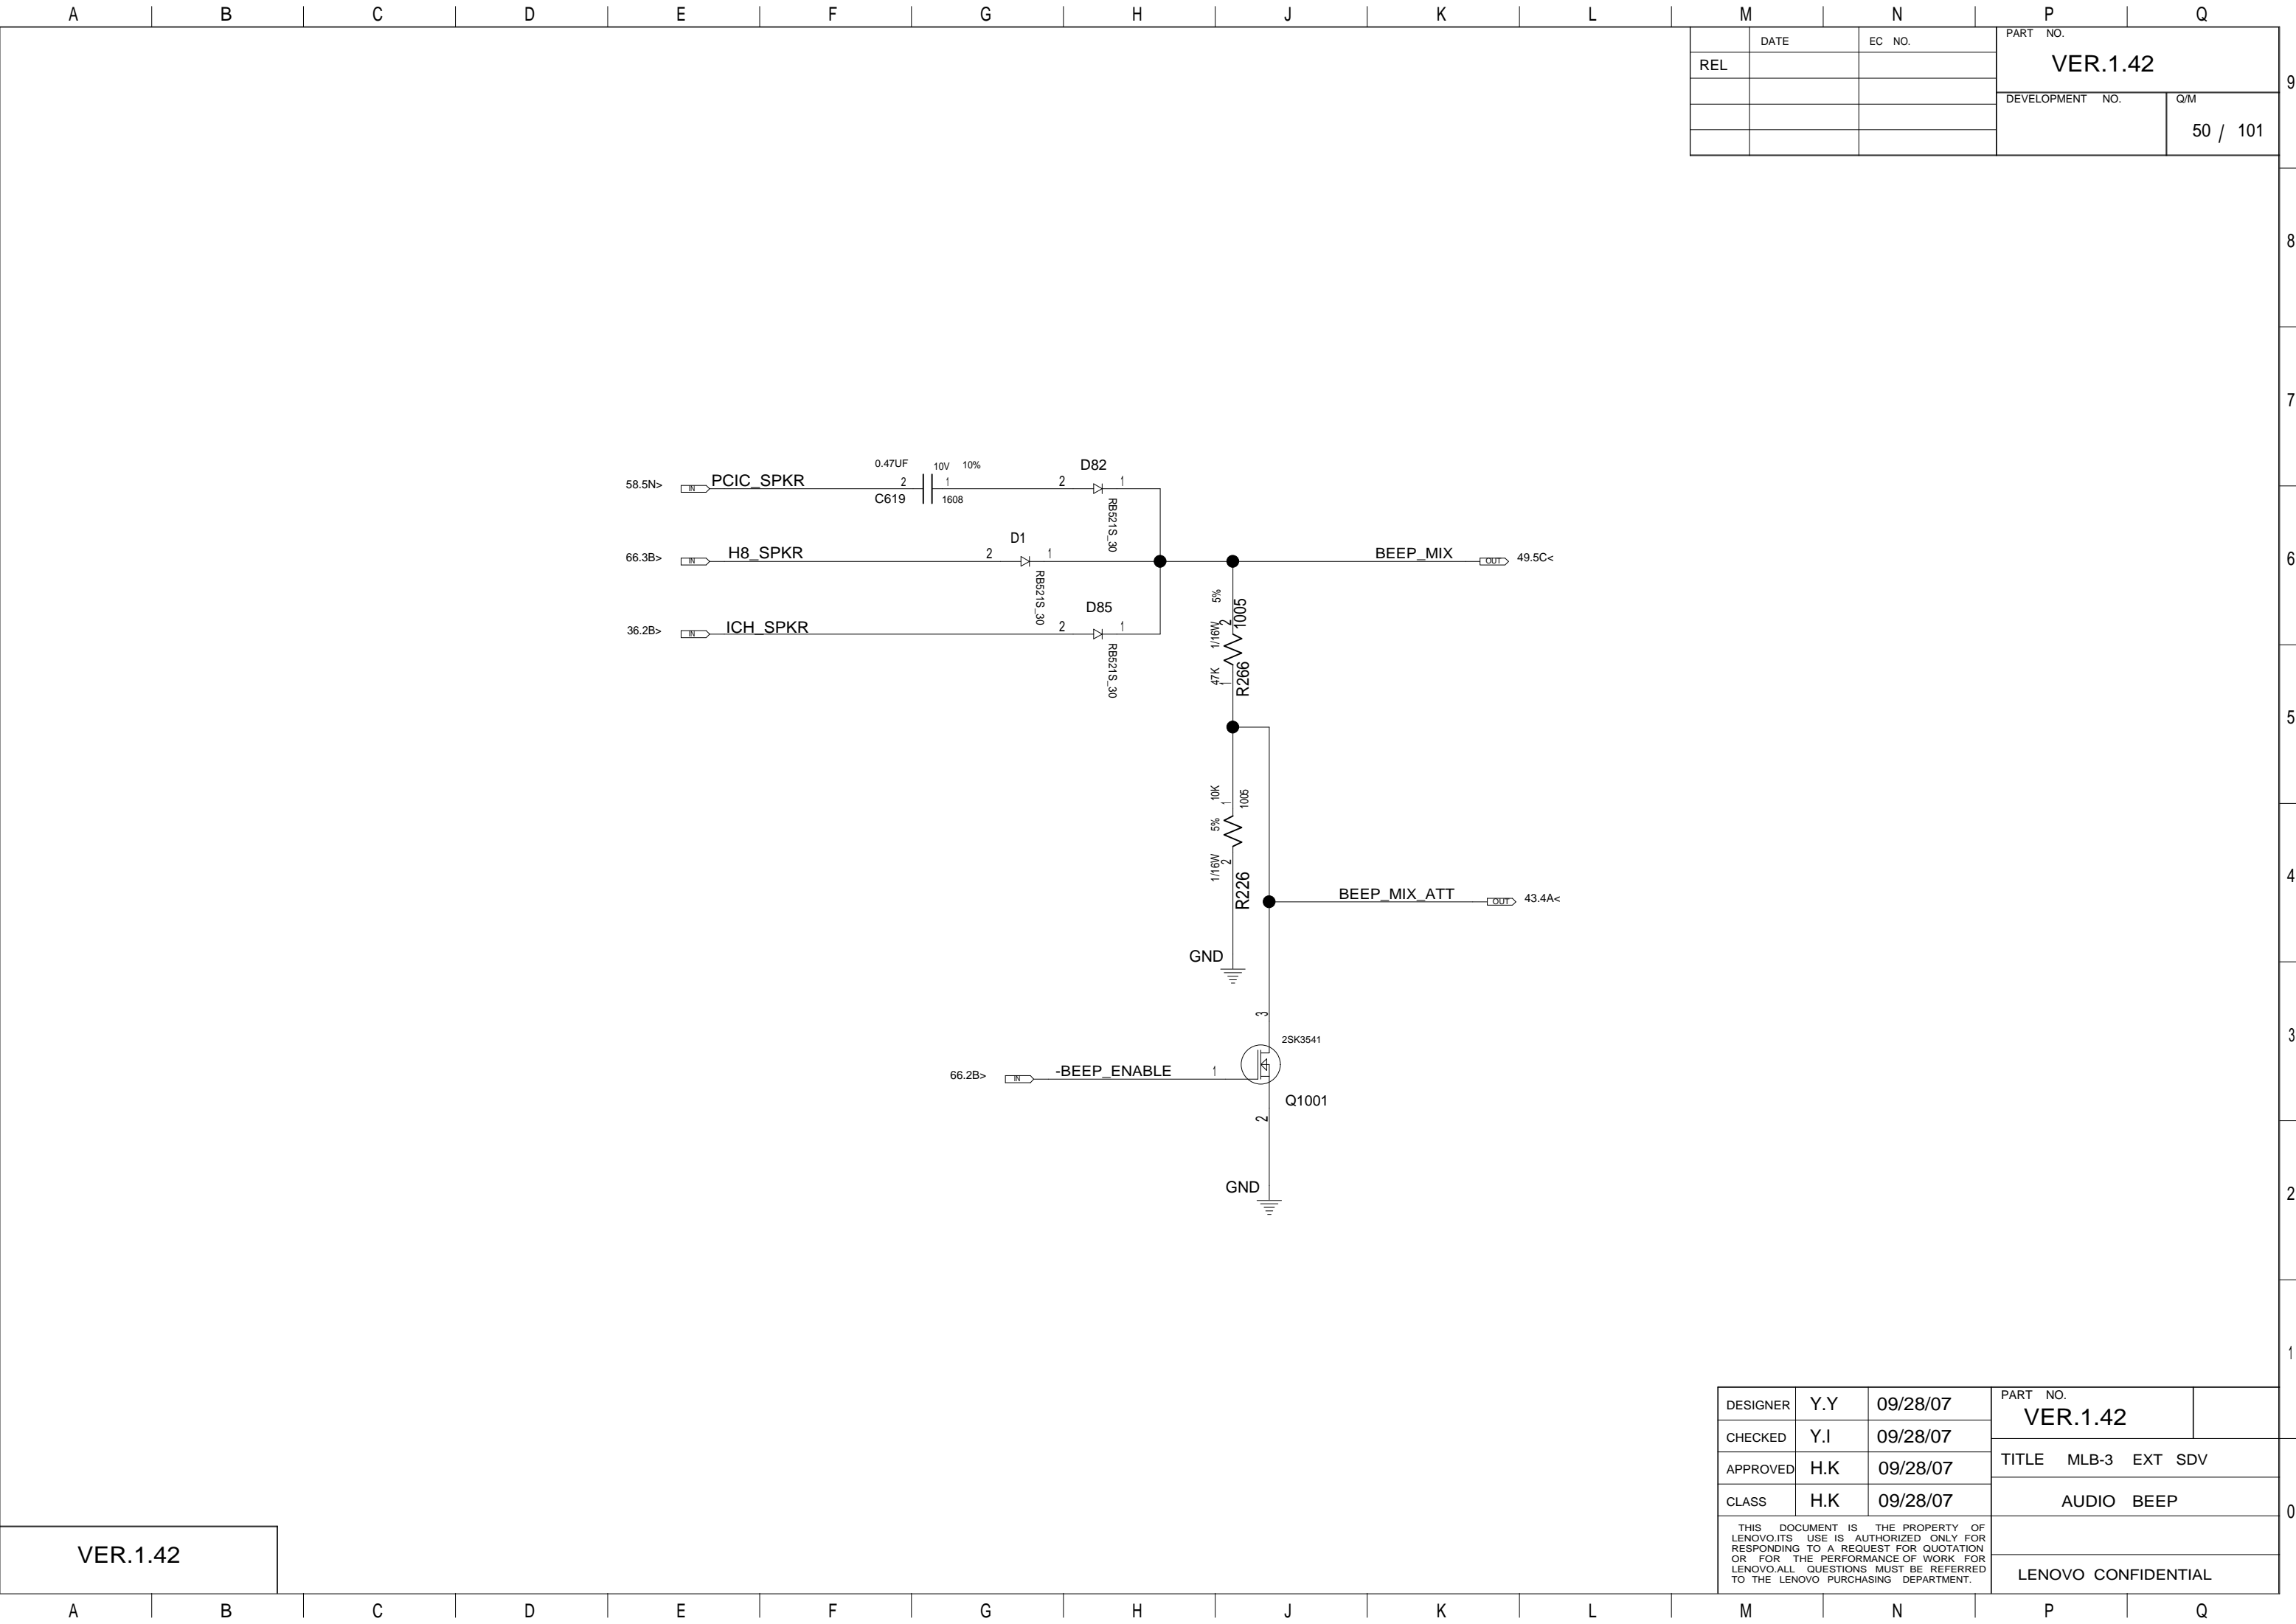 A B C D E F G H J K L M N P Q
DATE EC NO. PART NO.
REL
VER.1.42
DEVELOPMENT NO. Q/M
50 / 101
9
8
7
6
5
4
3
2
1
0
0.47UF 10V 10%
D82
58.5N> IN PCIC_SPKR 2 1 2 1
C619 1608
RB521S_30
D1
66.3B> IN H8_SPKR 2 1
RB521S_30
BEEP_MIX OUT 49.5C<
D85
36.2B> IN ICH_SPKR 2 1
RB521S_30
47K 1/16W 5%
1 2
R266 1005
1/16W 5% 10K
2 1
R226 1005
BEEP_MIX_ATT OUT 43.4A<
GND
3
2SK3541
66.2B> IN -BEEP_ENABLE 1
Q1001
2
GND
DESIGNER Y.Y 09/28/07
CHECKED Y.I 09/28/07
APPROVED H.K 09/28/07
CLASS H.K 09/28/07
PART NO.
VER.1.42
TITLE MLB-3 EXT SDV
AUDIO BEEP
THIS DOCUMENT IS THE PROPERTY OF
LENOVO.ITS USE IS AUTHORIZED ONLY FOR
RESPONDING TO A REQUEST FOR QUOTATION
OR FOR THE PERFORMANCE OF WORK FOR
LENOVO.ALL QUESTIONS MUST BE REFERRED
TO THE LENOVO PURCHASING DEPARTMENT.
LENOVO CONFIDENTIAL
VER.1.42
A B C D E F G H J K L M N P Q